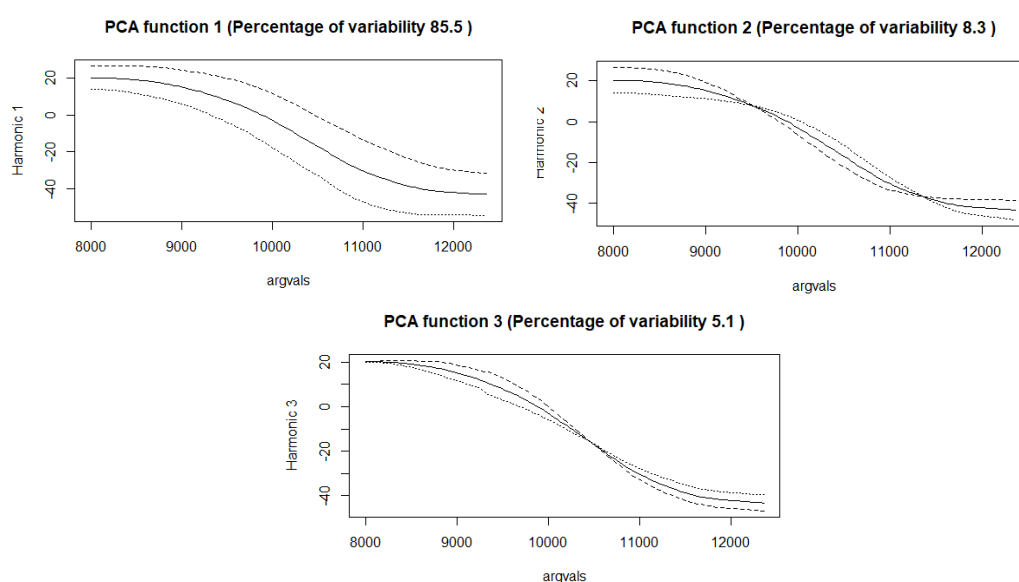 PCA function 1 (Percentage of variability 85.5 )
Harmonic 1
20
0
-20
-40
8000 9000 10000 11000 12000
argvals
PCA function 2 (Percentage of variability 8.3 )
Harmonic 2
20
0
-20
-40
8000 9000 10000 11000 12000
argvals
PCA function 3 (Percentage of variability 5.1 )
Harmonic 3
20
0
-20
-40
8000 9000 10000 11000 12000
argvals